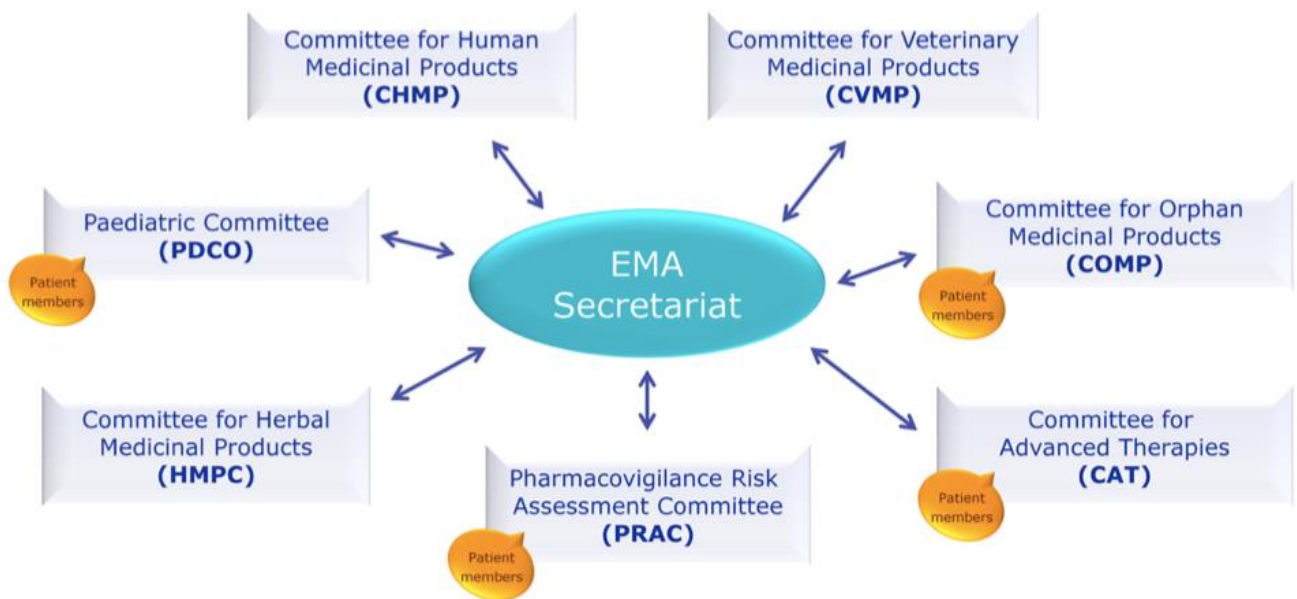 Committee for Human
Medicinal Products
(CHMP)
Committee for Veterinary
Medicinal Products
(CVMP)
Paediatric Committee
(PDCO)
Patient
members
EMA
Secretariat
Committee for Orphan
Medicinal Products
(COMP)
Patient
members
Committee for Herbal
Medicinal Products
(HMPC)
Pharmacovigilance Risk
Assessment Committee
(PRAC)
Patient
members
Committee for
Advanced Therapies
(CAT)
Patient
members